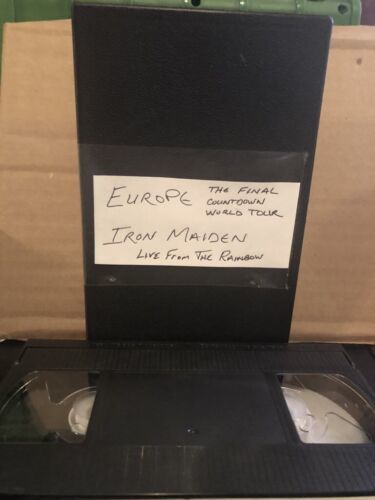 EUROPE THE FINAL
COUNTDOWN
WORLD TOUR
IRON MAIDEN
LIVE FROM THE RAINBOW